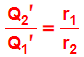 Q₂′/Q₁′ = r₁/r₂